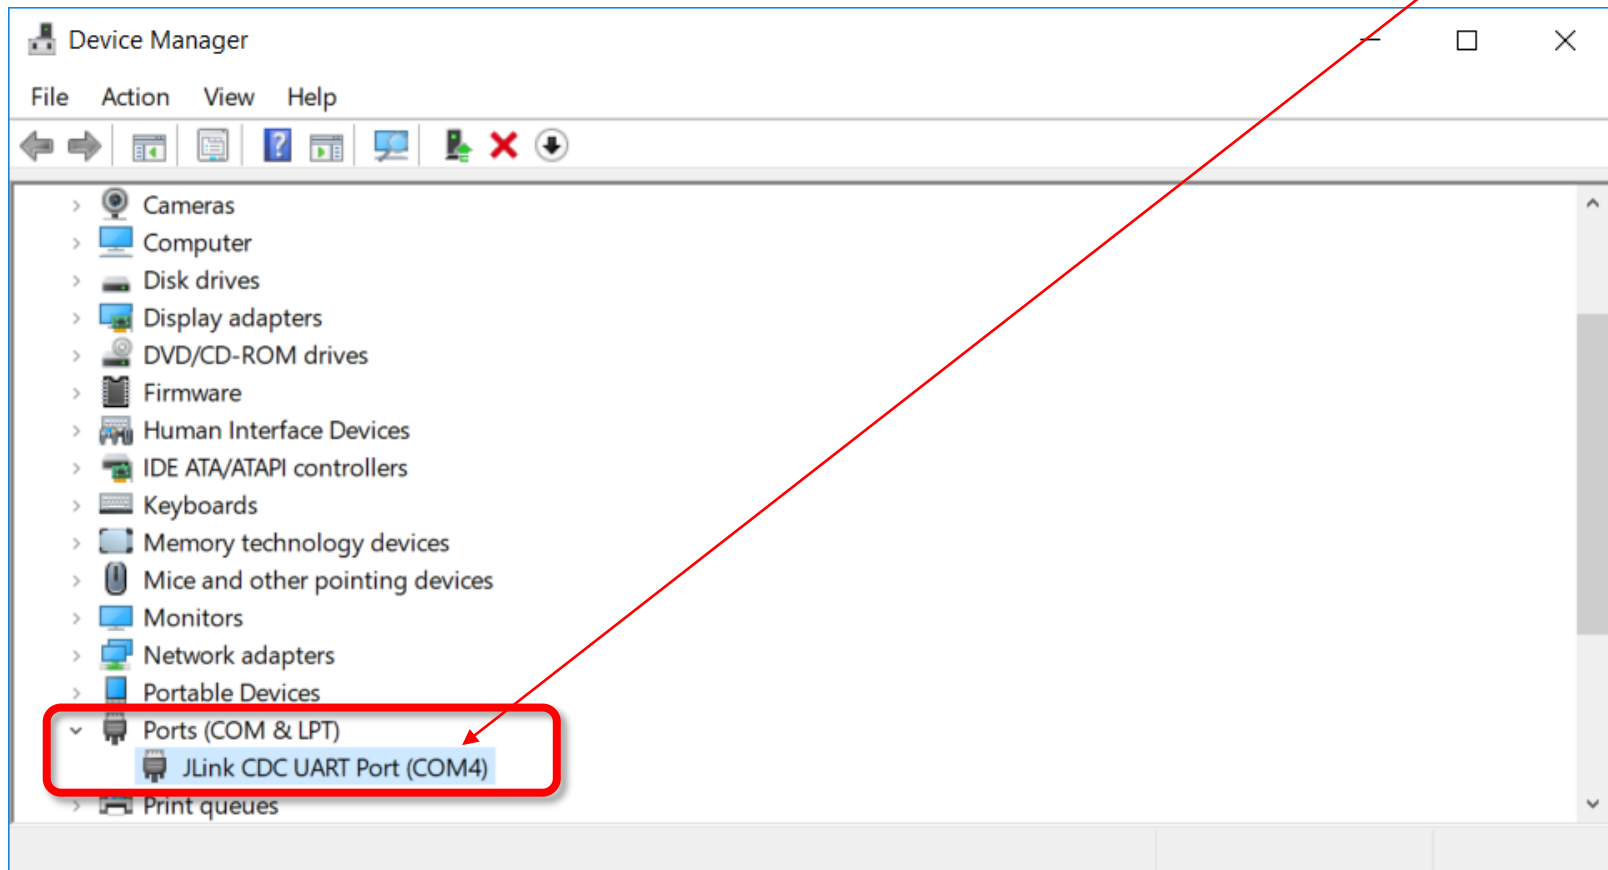 Device Manager
File Action View Help
Cameras
Computer
Disk drives
Display adapters
DVD/CD-ROM drives
Firmware
Human Interface Devices
IDE ATA/ATAPI controllers
Keyboards
Memory technology devices
Mice and other pointing devices
Monitors
Network adapters
Portable Devices
Ports (COM & LPT)
JLink CDC UART Port (COM4)
Print queues